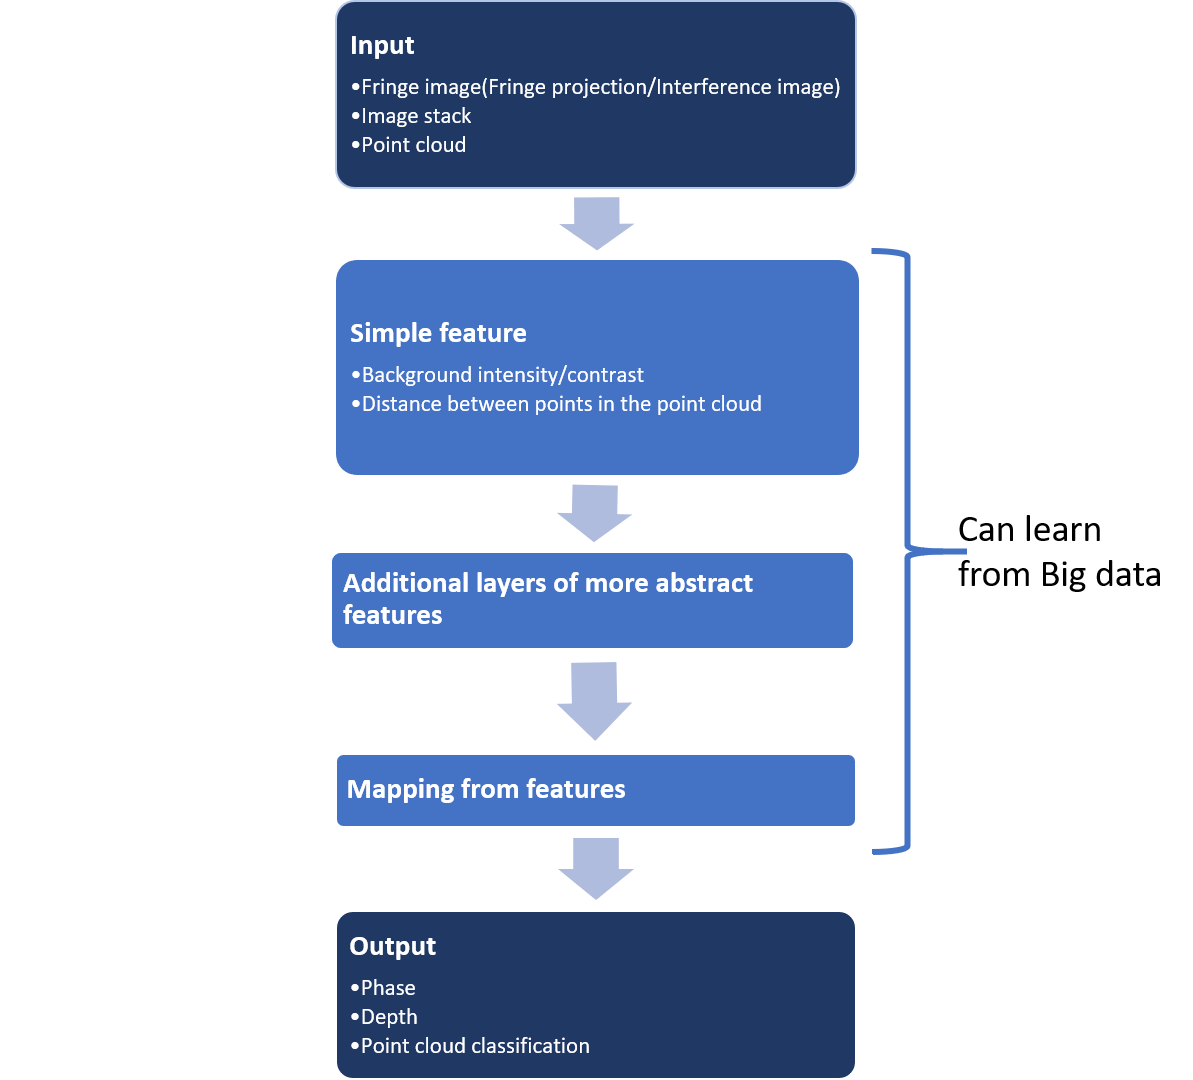 Input
•Fringe image(Fringe projection/Interference image)
•Image stack
•Point cloud
Simple feature
•Background intensity/contrast
•Distance between points in the point cloud
Additional layers of more abstract
features
Mapping from features
Can learn
from Big data
Output
•Phase
•Depth
•Point cloud classification